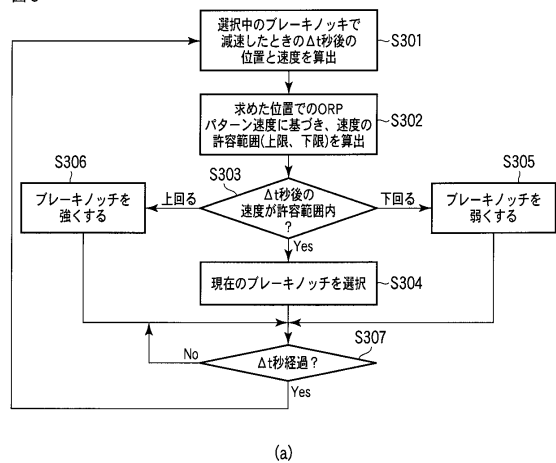 選択中のブレーキノッキで
減速したときのΔt秒後の
位置と速度を算出
S301
求めた位置でのORP
パターン速度に基づき、速度の
許容範囲(上限、下限)を算出
S302
S306
S303
S305
ブレーキノッチを
強くする
上回る
Δt秒後の
速度が許容範囲内
?
下回る
ブレーキノッチを
弱くする
Yes
現在のブレーキノッチを選択
S304
S307
No
Δt秒経過?
Yes
(a)